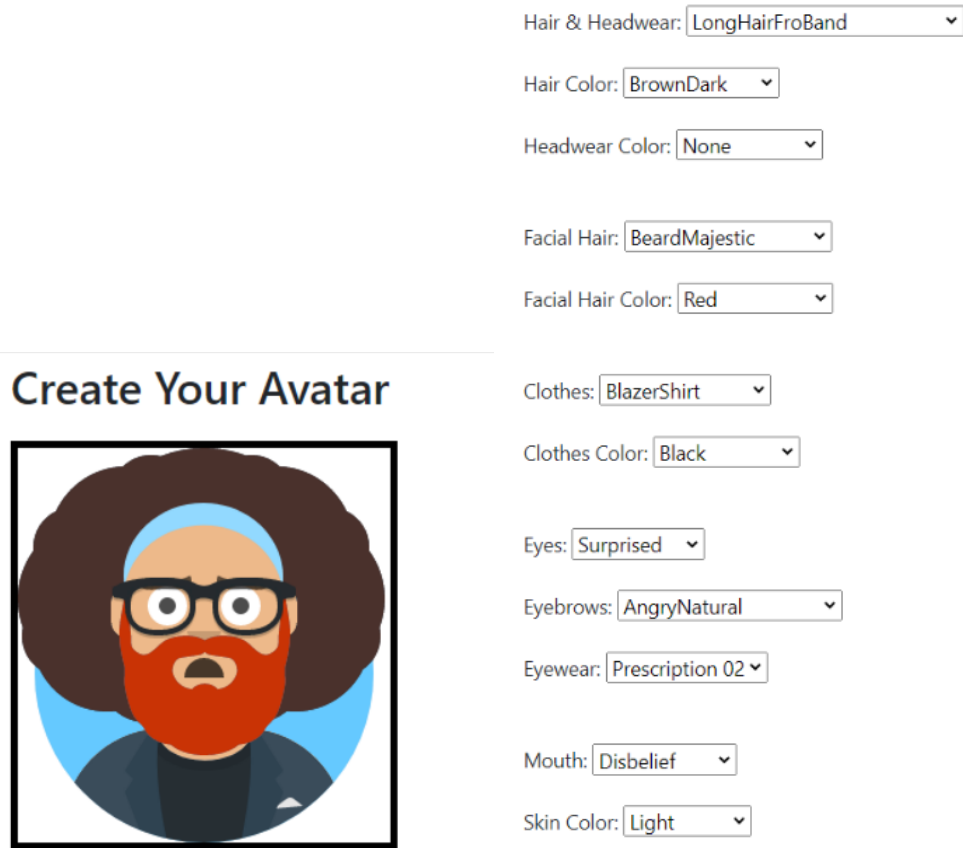 Hair & Headwear: LongHairFroBand
Hair Color: BrownDark
Headwear Color: None
Facial Hair: BeardMajestic
Facial Hair Color: Red
Create Your Avatar
Clothes: BlazerShirt
Clothes Color: Black
Eyes: Surprised
Eyebrows: AngryNatural
Eyewear: Prescription 02
Mouth: Disbelief
Skin Color: Light